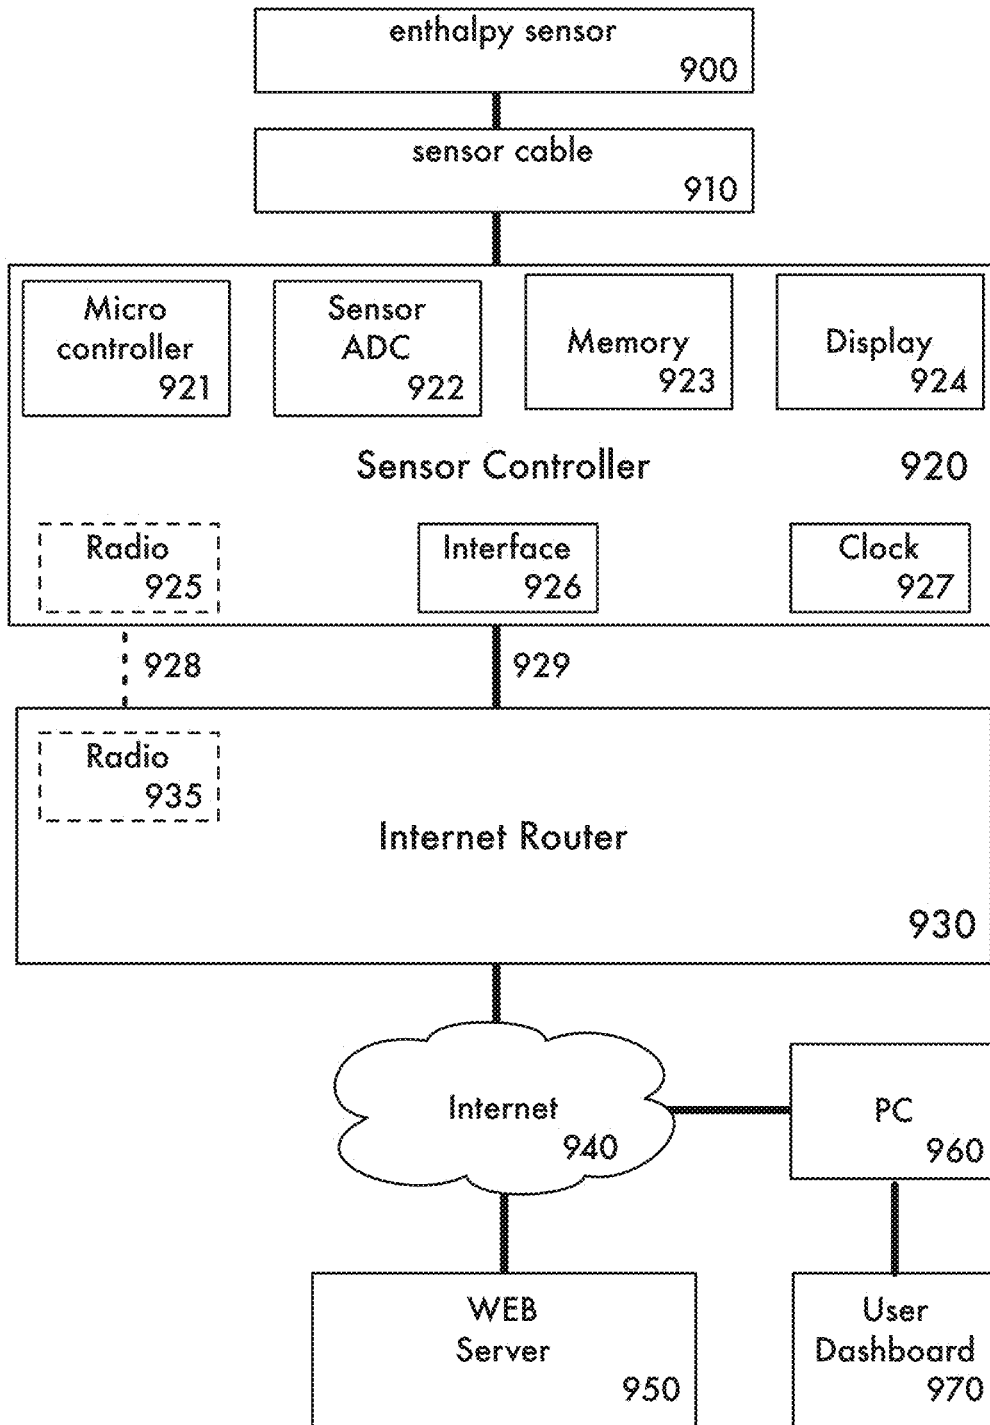 enthalpy sensor
900
sensor cable
910
Micro
controller
921
Sensor
ADC
922
Memory
923
Display
924
Sensor Controller
920
Radio
925
Interface
926
Clock
927
928
929
Radio
935
Internet Router
930
Internet
940
PC
960
WEB
Server
950
User
Dashboard
970